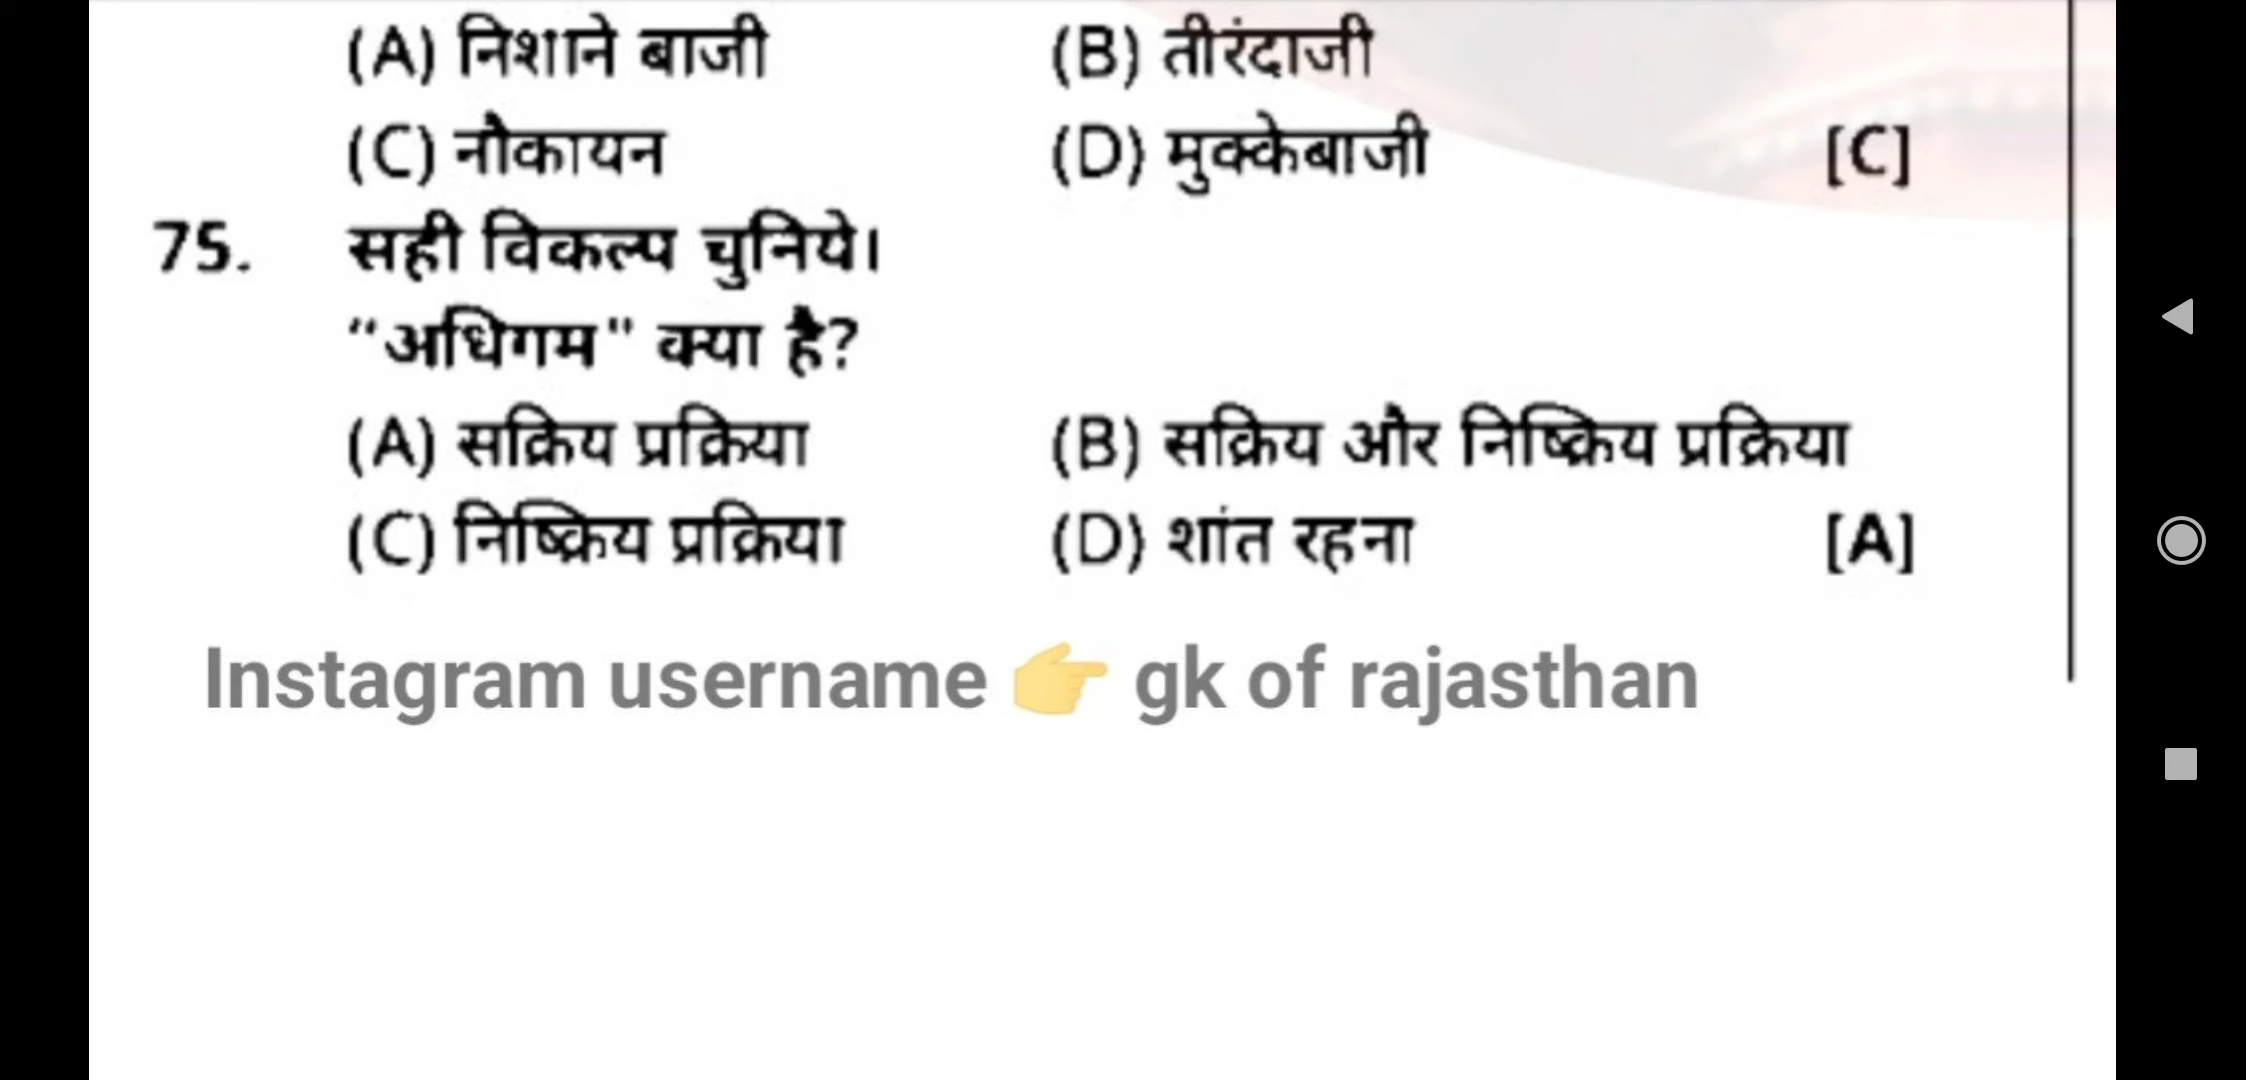 (A) निशाने बाजी (B) तीरंदाजी
(C) नौकायन (D) मुक्केबाजी [C]
75. सही विकल्प चुनिये।
“अधिगम" क्या है?
(A) सक्रिय प्रक्रिया (B) सक्रिय और निष्क्रिय प्रक्रिया
(C) निष्क्रिय प्रक्रिया (D) शांत रहना [A]
Instagram username 👉 gk of rajasthan